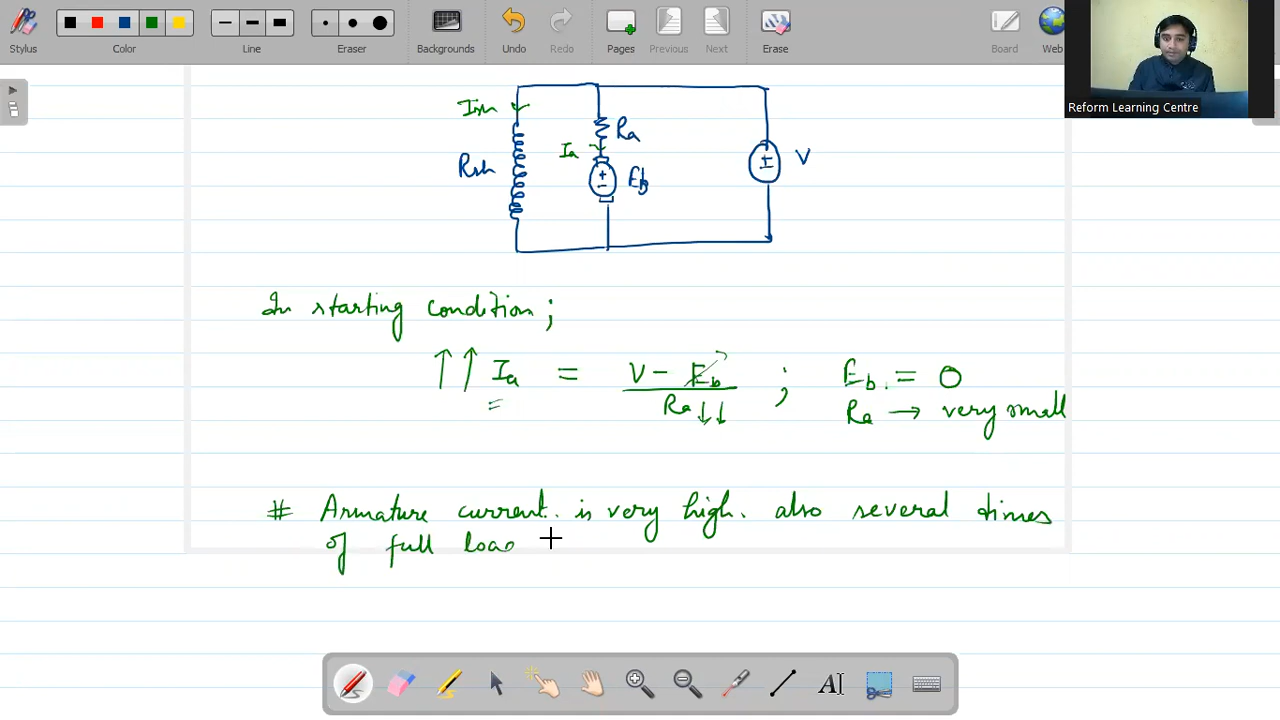 Stylus
Color
Line
Eraser
Backgrounds
Undo
Redo
Pages
Previous
Next
Erase
Board
Web
Reform Learning Centre
Ish
Ra
Ia
Rsh
+
-
Eb
±
V
In starting condition;
↑↑ Ia = V - Eb ; Eb = 0
Ra↓↓ Ra → very small
# Armature current. is very high. also several times
of full loa
AI